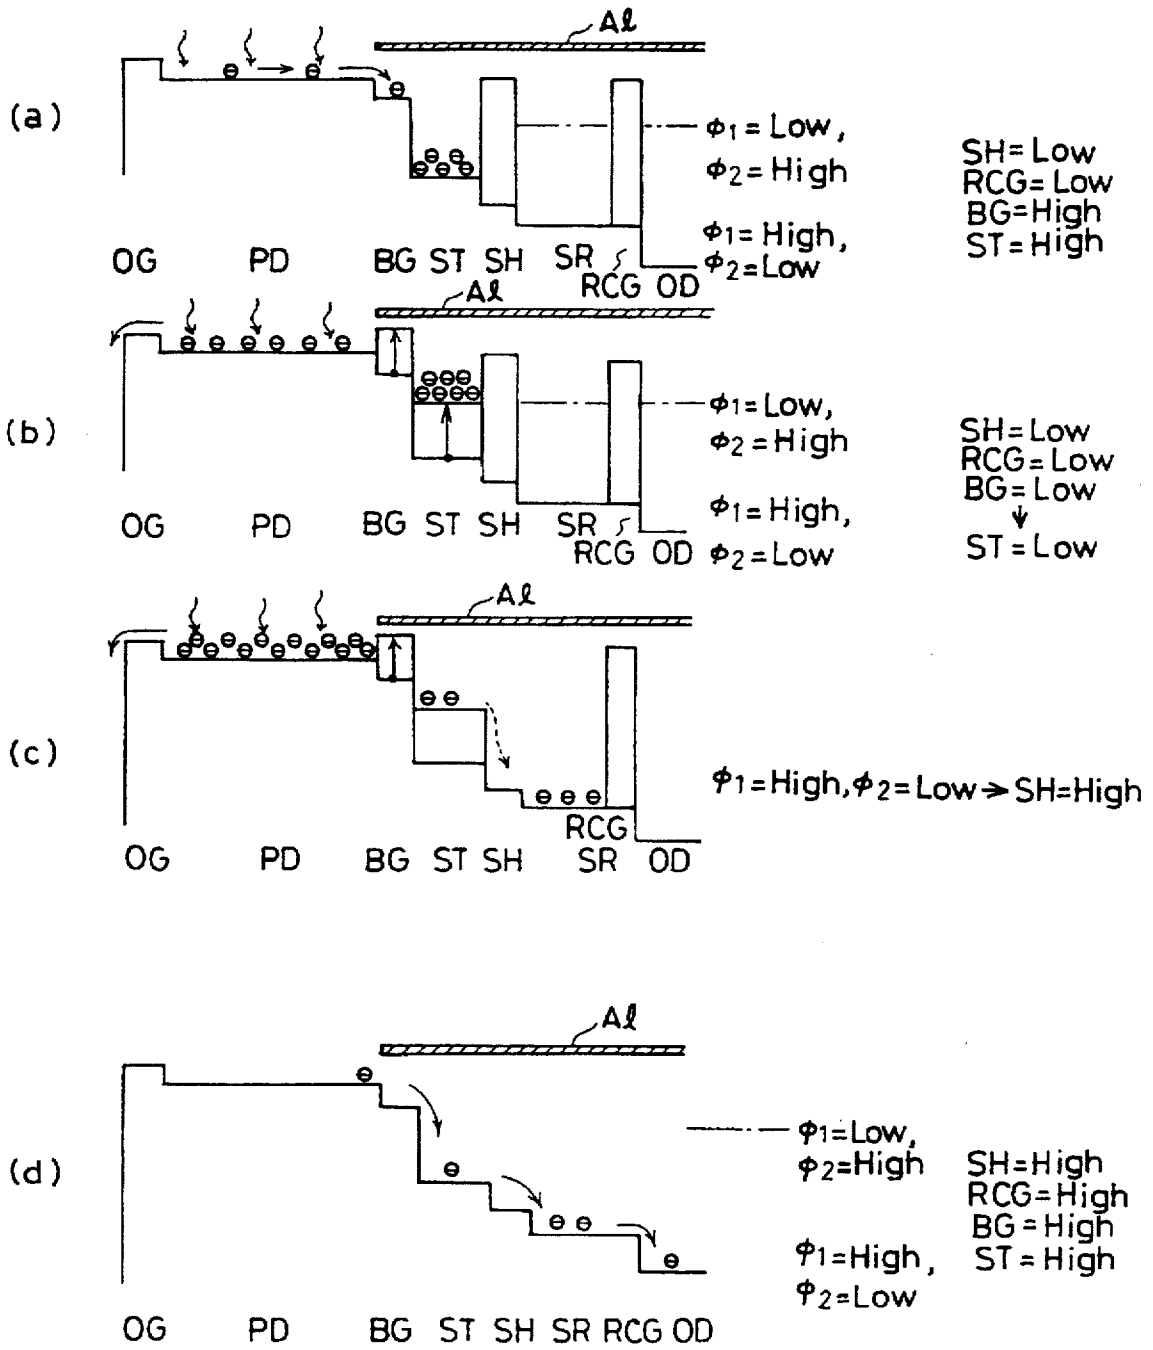 Al
(a)
ϕ1=Low,
ϕ2=High
ϕ1=High,
ϕ2=Low
SH=Low
RCG=Low
BG=High
ST=High
OG PD BG ST SH SR RCG OD
Al
(b)
ϕ1=Low,
ϕ2=High
ϕ1=High,
ϕ2=Low
SH=Low
RCG=Low
BG=Low
↓
ST=Low
OG PD BG ST SH SR RCG OD
Al
(c)
ϕ1=High, ϕ2=Low→SH=High
RCG
OG PD BG ST SH SR OD
Al
(d)
ϕ1=Low,
ϕ2=High
ϕ1=High,
ϕ2=Low
SH=High
RCG=High
BG=High
ST=High
OG PD BG ST SH SR RCG OD